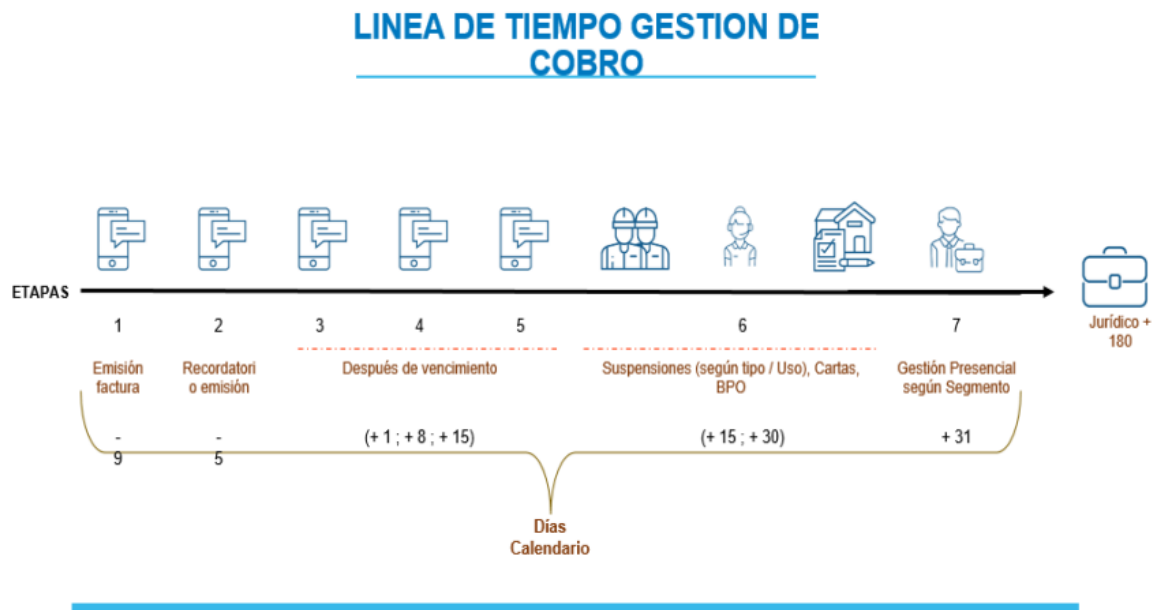 LINEA DE TIEMPO GESTION DE
COBRO
ETAPAS
1
2
3
4
5
6
7
Jurídico +
180
Emisión
factura
Recordatori
o emisión
Después de vencimiento
Suspensiones (según tipo / Uso), Cartas,
BPO
Gestión Presencial
según Segmento
-
9
-
5
(+ 1 ; + 8 ; + 15)
(+ 15 ; + 30)
+ 31
Días
Calendario